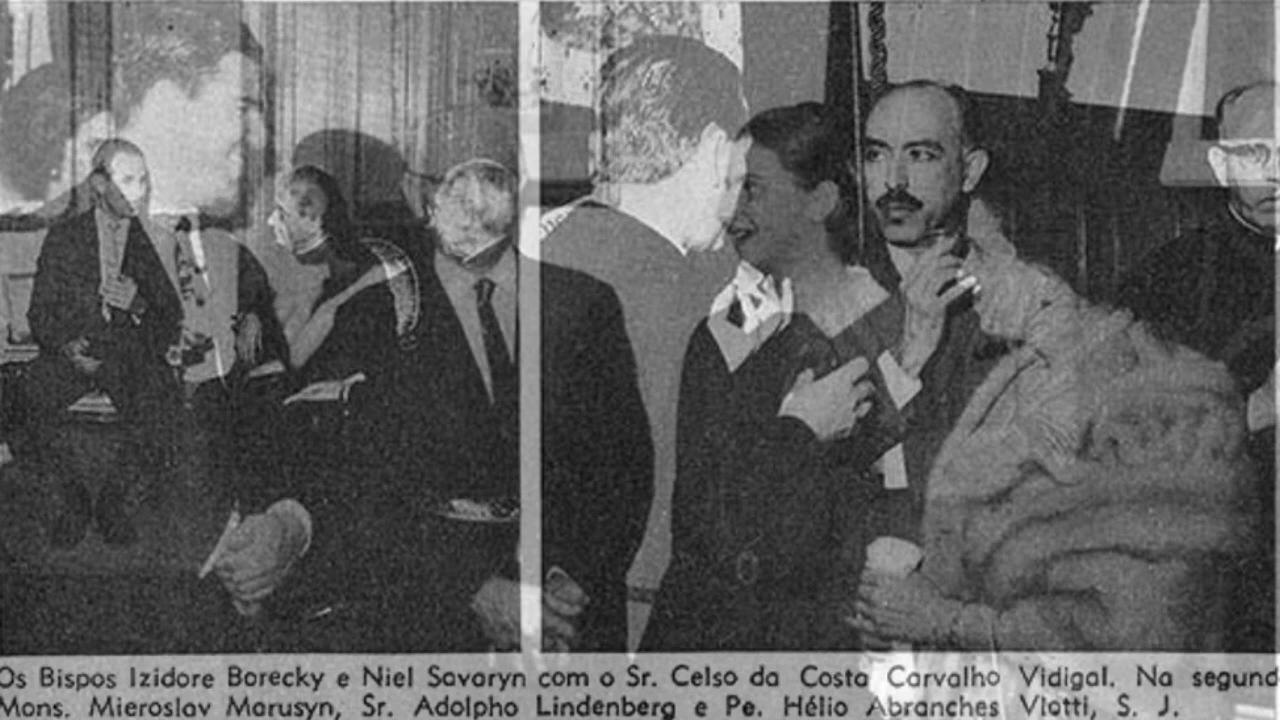 Os Bispos Izidore Borecky e Niel Savaryn com o Sr. Celso da Costa Carvalho Vidigal. Na segund
Mons. Mieroslav Marusyn, Sr. Adolpho Lindenberg e Pe. Hélio Abranches Viotti, S. J.